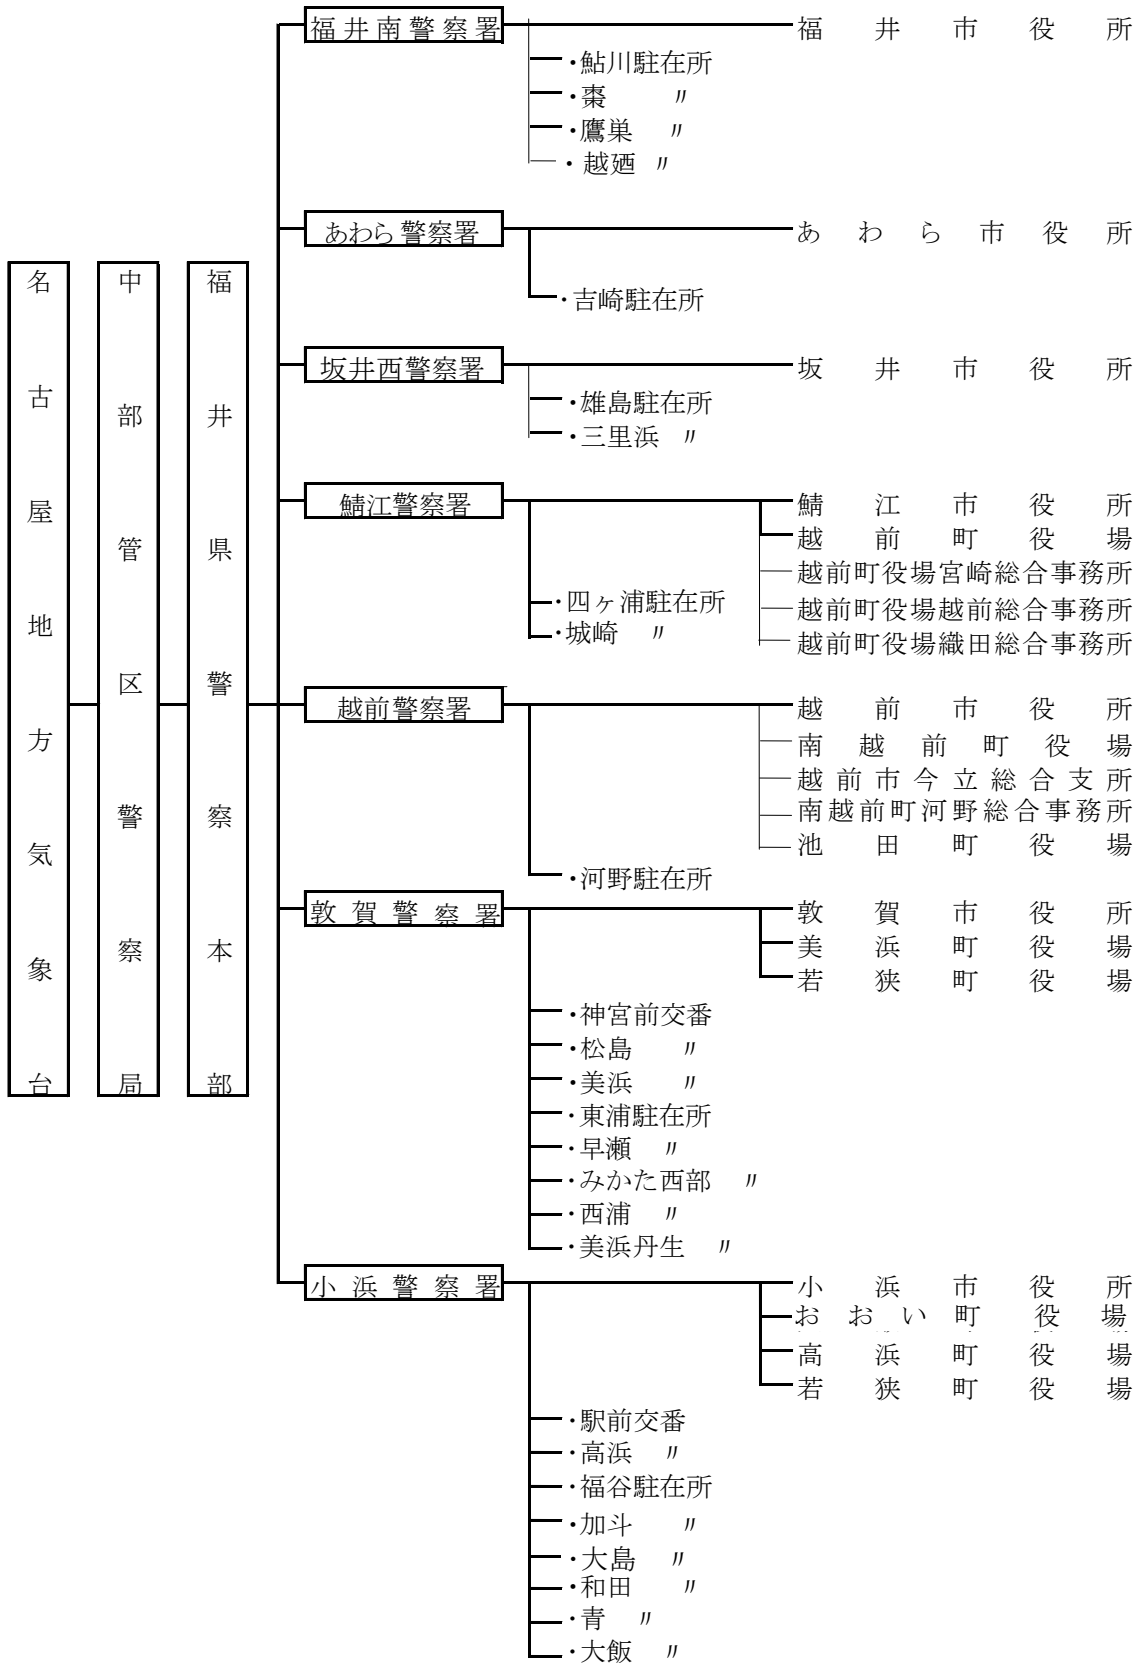 名古屋地方気象台
中部管区警察局
福井県警察本部
福井南警察署
福井市役所
・鮎川駐在所
・棗 〃
・鷹巣 〃
・越廼 〃
あわら警察署
あわら市役所
・吉崎駐在所
坂井西警察署
坂井市役所
・雄島駐在所
・三里浜 〃
鯖江警察署
鯖江市役所
越前町役場
越前町役場宮崎総合事務所
越前町役場越前総合事務所
越前町役場織田総合事務所
・四ヶ浦駐在所
・城崎 〃
越前警察署
越前市役所
南越前町役場
越前市今立総合支所
南越前町河野総合事務所
池田町役場
・河野駐在所
敦賀警察署
敦賀市役所
美浜町役場
若狭町役場
・神宮前交番
・松島 〃
・美浜 〃
・東浦駐在所
・早瀬 〃
・みかた西部 〃
・西浦 〃
・美浜丹生 〃
小浜警察署
小浜市役所
おおい町役場
高浜町役場
若狭町役場
・駅前交番
・高浜 〃
・福谷駐在所
・加斗 〃
・大島 〃
・和田 〃
・青 〃
・大飯 〃